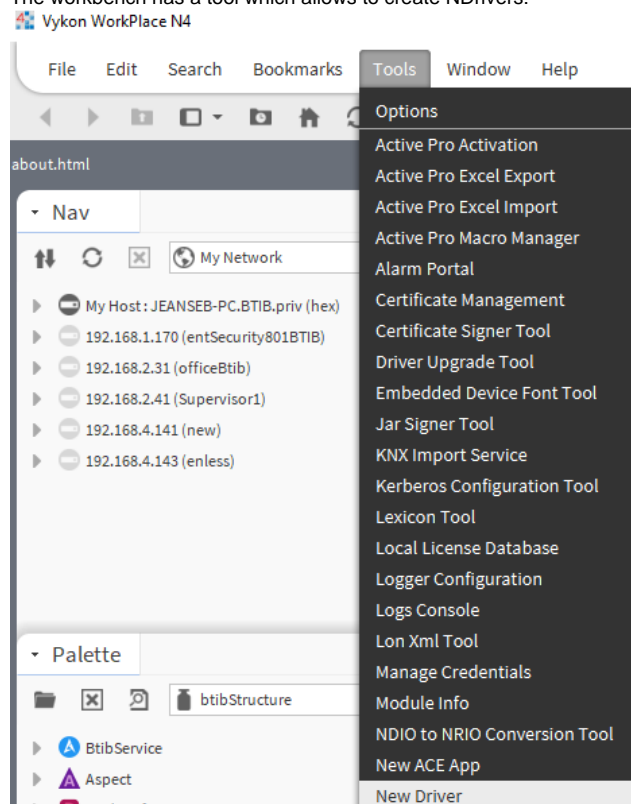 The workbench has a tool which allows to create NDrivers.
Vykon WorkPlace N4
File Edit Search Bookmarks Tools Window Help
about.html
Nav
My Network
My Host : JEANSEB-PC.BTIB.priv (hex)
192.168.1.170 (entSecurity801BTIB)
192.168.2.31 (officeBtib)
192.168.2.41 (Supervisor1)
192.168.4.141 (new)
192.168.4.143 (enless)
Palette
btibStructure
BtibService
Aspect
Options
Active Pro Activation
Active Pro Excel Export
Active Pro Excel Import
Active Pro Macro Manager
Alarm Portal
Certificate Management
Certificate Signer Tool
Driver Upgrade Tool
Embedded Device Font Tool
Jar Signer Tool
KNX Import Service
Kerberos Configuration Tool
Lexicon Tool
Local License Database
Logger Configuration
Logs Console
Lon Xml Tool
Manage Credentials
Module Info
NDIO to NRIO Conversion Tool
New ACE App
New Driver